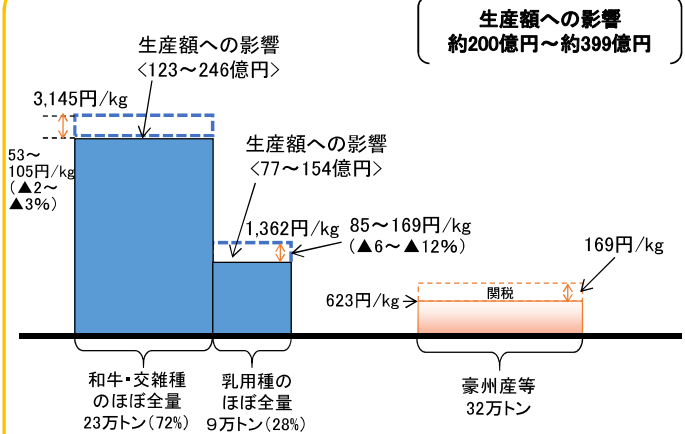 生産額への影響
約200億円～約399億円
生産額への影響
<123～246億円>
3,145円/kg
53～
105円/kg
(▲2～
▲3%)
生産額への影響
<77～154億円>
1,362円/kg
85～169円/kg
(▲6～▲12%)
169円/kg
関税
623円/kg
和牛・交雑種
のほぼ全量
23万トン(72%)
乳用種の
ほぼ全量
9万トン(28%)
豪州産等
32万トン